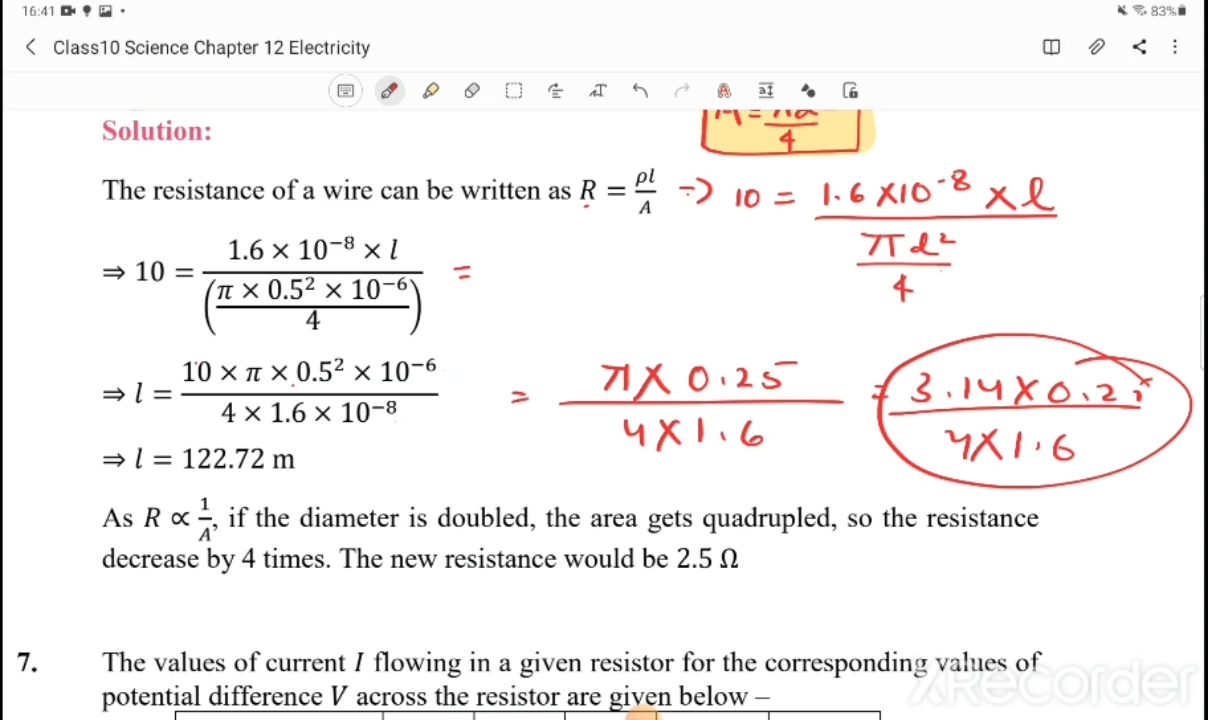 16:41
83%
Class10 Science Chapter 12 Electricity
Solution:
A = πd² / 4
The resistance of a wire can be written as R = ρl/A ⇒ 10 = 1.6 × 10⁻⁸ × l / (πd² / 4)
⇒ 10 = 1.6 × 10⁻⁸ × l / (π × 0.5² × 10⁻⁶ / 4) =
⇒ l = 10 × π × 0.5² × 10⁻⁶ / 4 × 1.6 × 10⁻⁸ = π × 0.25 / 4 × 1.6 = 3.14 × 0.25 / 4 × 1.6
⇒ l = 122.72 m
As R ∝ 1/A, if the diameter is doubled, the area gets quadrupled, so the resistance
decrease by 4 times. The new resistance would be 2.5 Ω
7. The values of current I flowing in a given resistor for the corresponding values of
potential difference V across the resistor are given below –
XRecorder